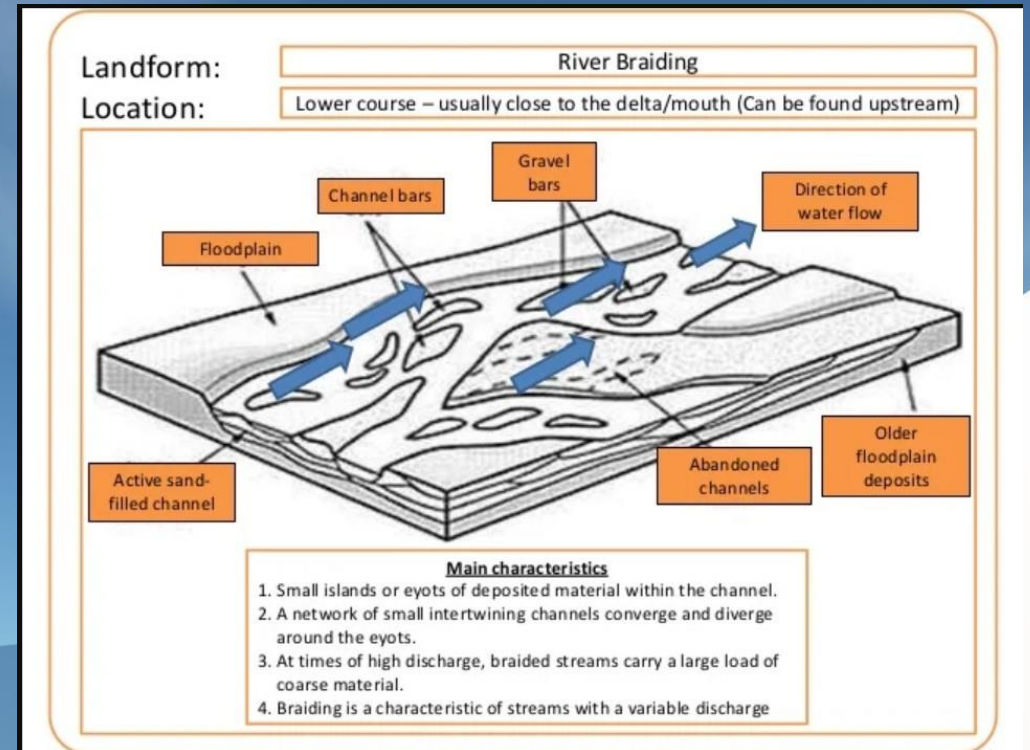 Landform:
River Braiding
Location:
Lower course – usually close to the delta/mouth (Can be found upstream)
Gravel
bars
Channel bars
Direction of
water flow
Floodplain
Active sand-
filled channel
Abandoned
channels
Older
floodplain
deposits
Main characteristics
1. Small islands or eyots of deposited material within the channel.
2. A network of small intertwining channels converge and diverge
around the eyots.
3. At times of high discharge, braided streams carry a large load of
coarse material.
4. Braiding is a characteristic of streams with a variable discharge